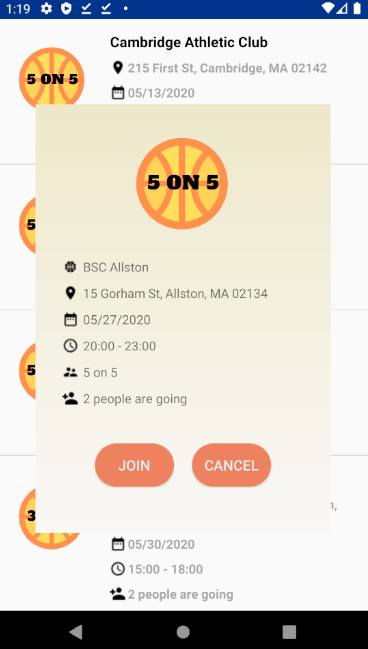 1:19
Cambridge Athletic Club
215 First St, Cambridge, MA 02142
5 ON 5
05/13/2020
5 ON 5
BSC Allston
15 Gorham St, Allston, MA 02134
05/27/2020
20:00 - 23:00
5 on 5
2 people are going
JOIN
CANCEL
05/30/2020
15:00 - 18:00
2 people are going